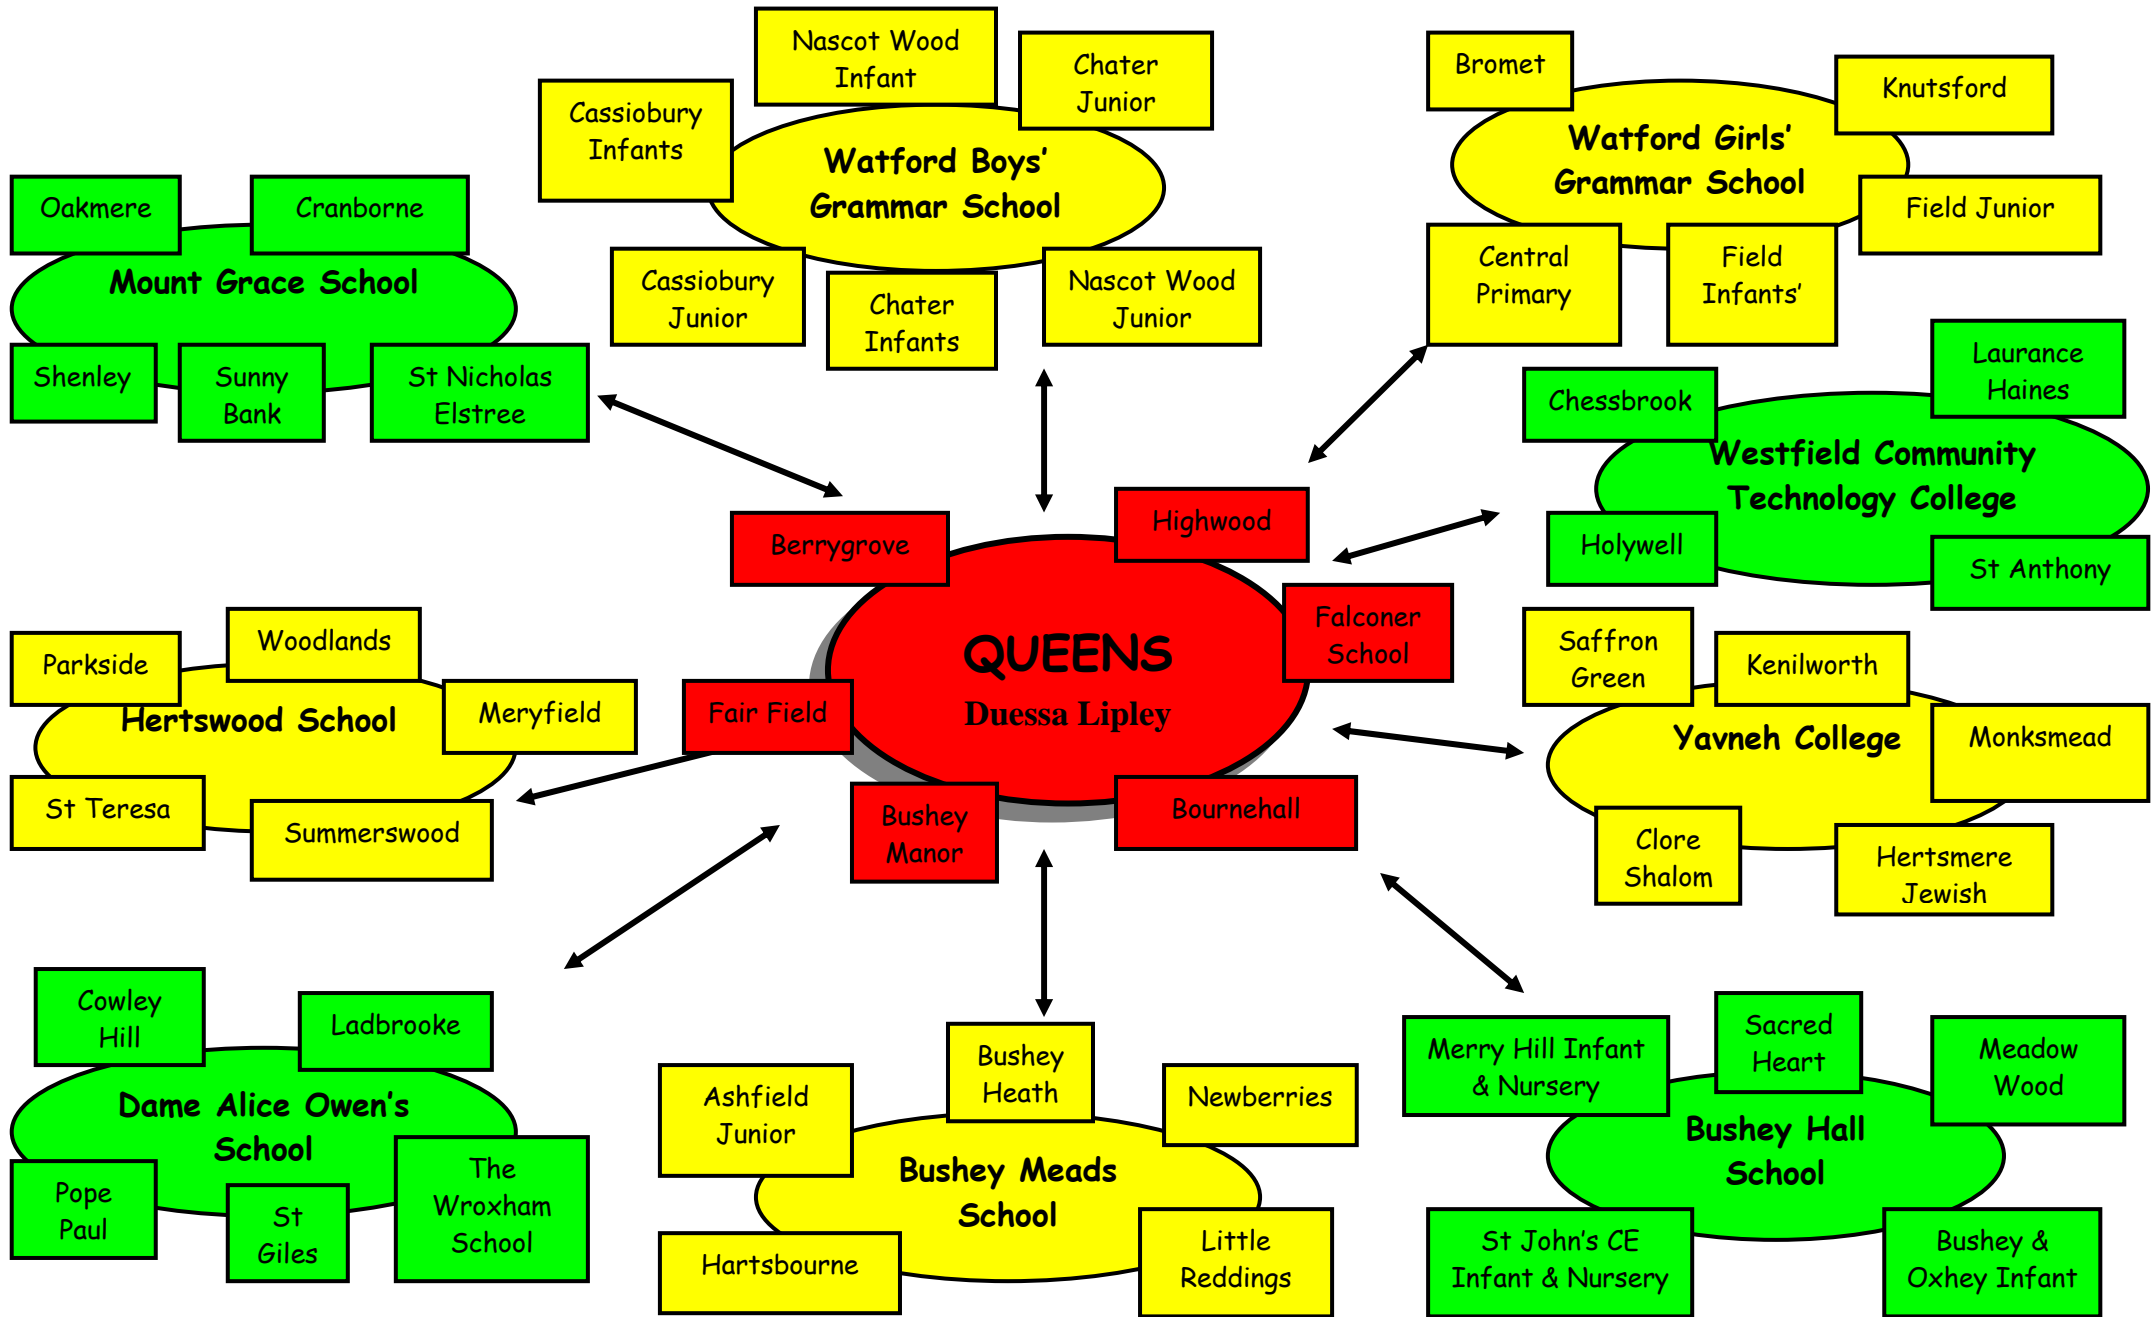 Nascot Wood
Infant
Chater
Junior
Cassiobury
Infants
Watford Boys'
Grammar School
Cassiobury
Junior
Chater
Infants
Nascot Wood
Junior
Bromet
Knutsford
Watford Girls'
Grammar School
Field Junior
Central
Primary
Field
Infants'
Oakmere
Cranborne
Mount Grace School
Shenley
Sunny
Bank
St Nicholas
Elstree
Laurance
Haines
Chessbrook
Westfield Community
Technology College
Holywell
St Anthony
Berrygrove
Highwood
Falconer
School
QUEENS
Duessa Lipley
Fair Field
Bushey
Manor
Bournehall
Parkside
Woodlands
Hertswood School
Meryfield
St Teresa
Summerswood
Saffron
Green
Kenilworth
Yavneh College
Monksmead
Clore
Shalom
Hertsmere
Jewish
Cowley
Hill
Ladbrooke
Dame Alice Owen's
School
Pope
Paul
St
Giles
The
Wroxham
School
Ashfield
Junior
Bushey
Heath
Newberries
Bushey Meads
School
Hartsbourne
Little
Reddings
Merry Hill Infant
& Nursery
Sacred
Heart
Meadow
Wood
Bushey Hall
School
St John's CE
Infant & Nursery
Bushey &
Oxhey Infant